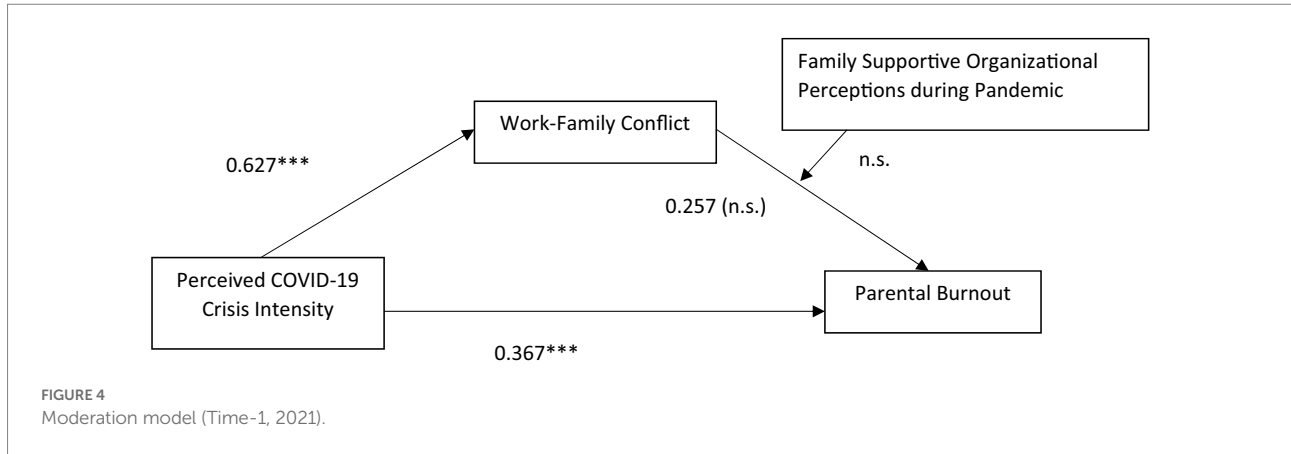 Family Supportive Organizational
Perceptions during Pandemic
Work-Family Conflict
0.627***
n.s.
0.257 (n.s.)
Perceived COVID-19
Crisis Intensity
Parental Burnout
0.367***
FIGURE 4
Moderation model (Time-1, 2021).